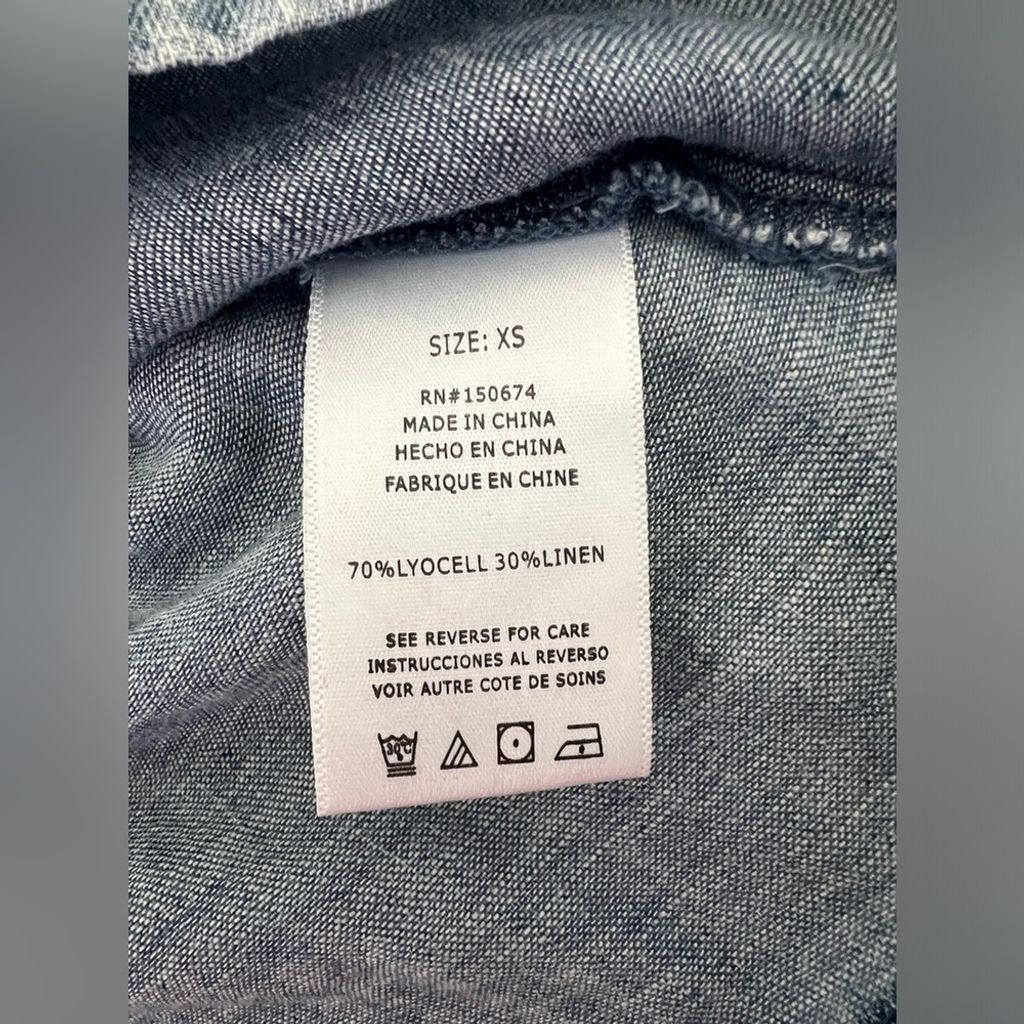 SIZE: XS
RN#150674
MADE IN CHINA
HECHO EN CHINA
FABRIQUE EN CHINE
70%LYOCELL 30%LINEN
SEE REVERSE FOR CARE
INSTRUCCIONES AL REVERSO
VOIR AUTRE COTE DE SOINS
30°C